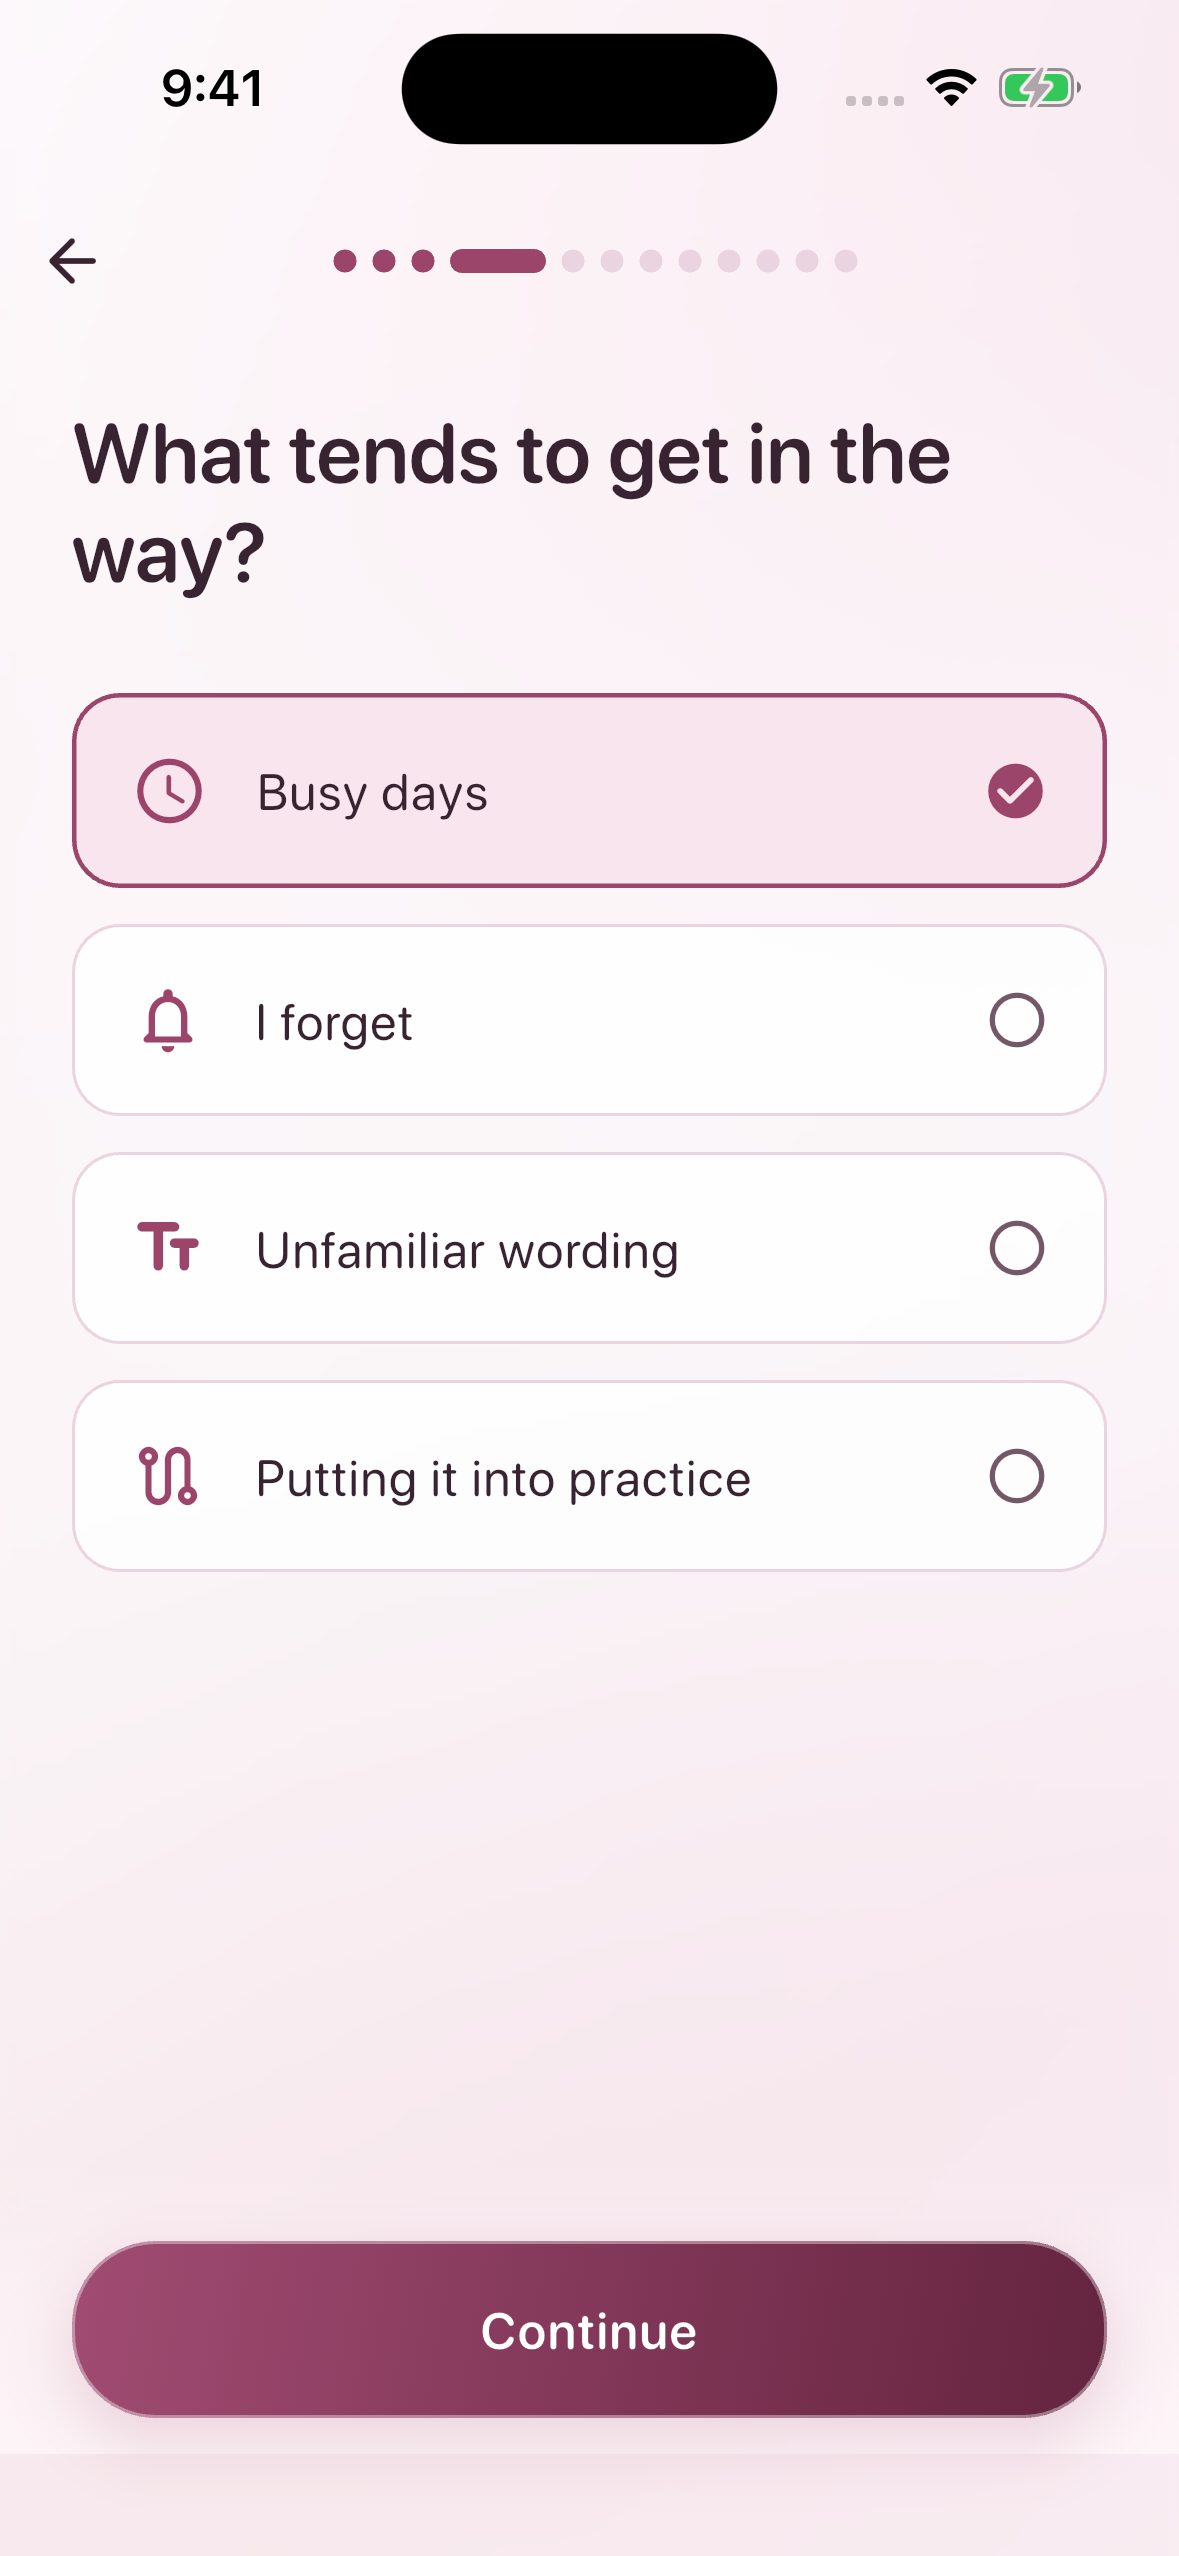 9:41
What tends to get in the
way?
Busy days
I forget
Unfamiliar wording
Putting it into practice
Continue